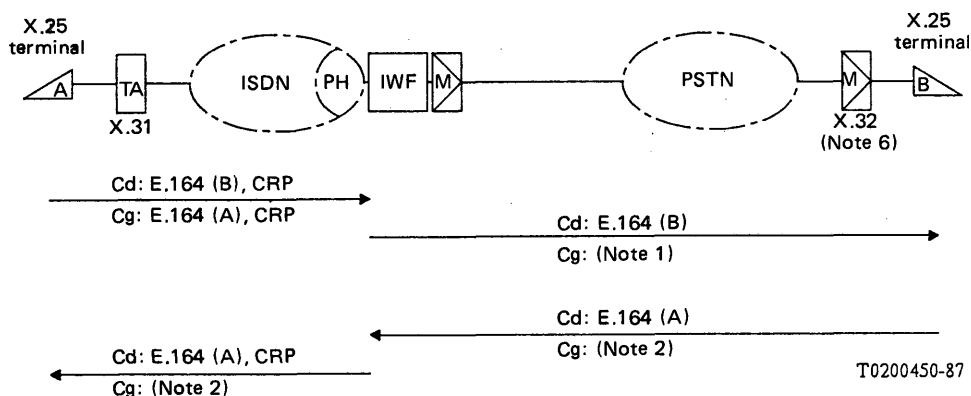 X.25
terminal
X.25
terminal
A
TA
ISDN
PH
IWF
M
PSTN
M
B
X.31
X.32
(Note 6)
Cd: E.164 (B), CRP
Cg: E.164 (A), CRP
Cd: E.164 (B)
Cg: (Note 1)
Cd: E.164 (A)
Cg: (Note 2)
Cd: E.164 (A), CRP
Cg: (Note 2)
T0200450-87